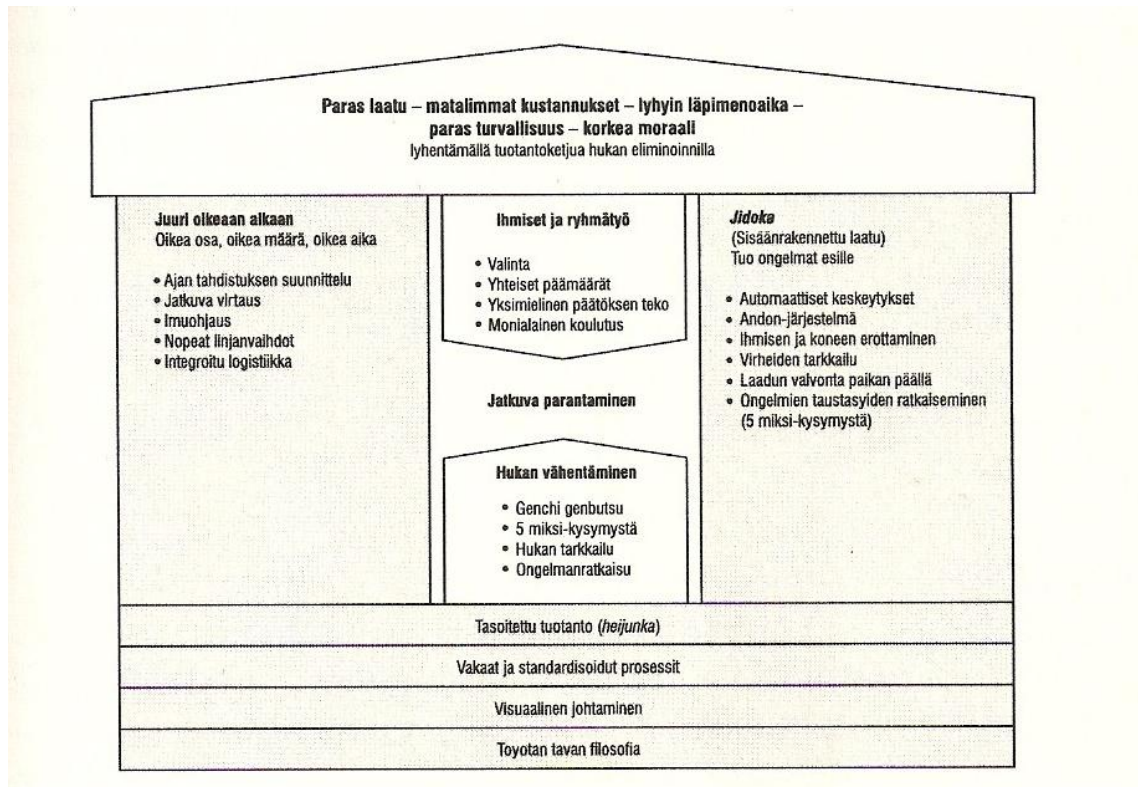 Paras laatu – matalimmat kustannukset – lyhyin läpimenoaika –
paras turvallisuus – korkea moraali
lyhentämällä tuotantoketjua hukan eliminoinnilla
Juuri oikeaan aikaan
Oikea osa, oikea määrä, oikea aika
• Ajan tahdistuksen suunnittelu
• Jatkuva virtaus
• Imuohjaus
• Nopeat linjanvaihdot
• Integroitu logistiikka
Ihmiset ja ryhmätyö
• Valinta
• Yhteiset päämäärät
• Yksimielinen päätöksen teko
• Monialainen koulutus
Jatkuva parantaminen
Hukan vähentäminen
• Genchi genbutsu
• 5 miksi-kysymystä
• Hukan tarkkailu
• Ongelmanratkaisu
Jidoka
(Sisäänrakennettu laatu)
Tuo ongelmat esille
• Automaattiset keskeytykset
• Andon-järjestelmä
• Ihmisen ja koneen erottaminen
• Virheiden tarkkailu
• Laadun valvonta paikan päällä
• Ongelmien taustasyiden ratkaiseminen
(5 miksi-kysymystä)
Tasoitettu tuotanto (heijunka)
Vakaat ja standardisoidut prosessit
Visuaalinen johtaminen
Toyotan tavan filosofia